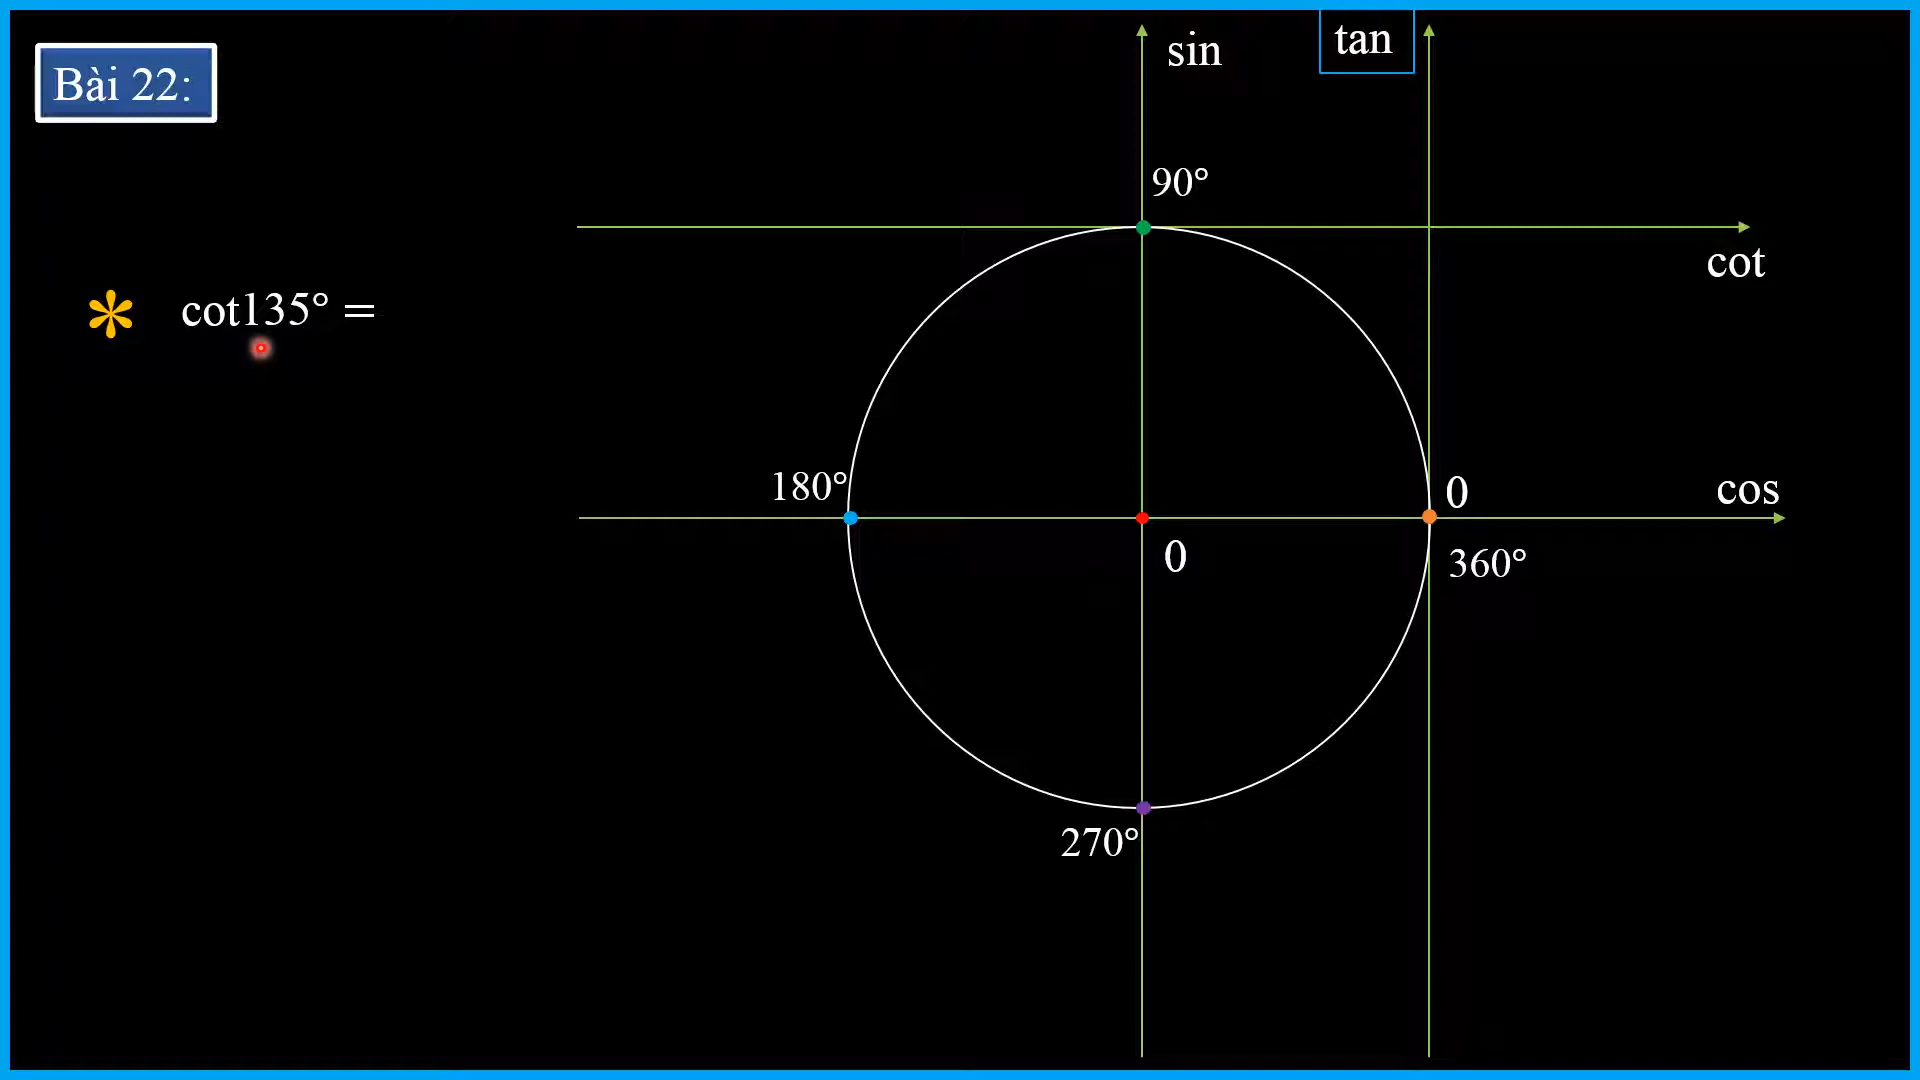 Bài 22:
sin
tan
90°
cot
cot135° =
180°
0
cos
0
360°
270°